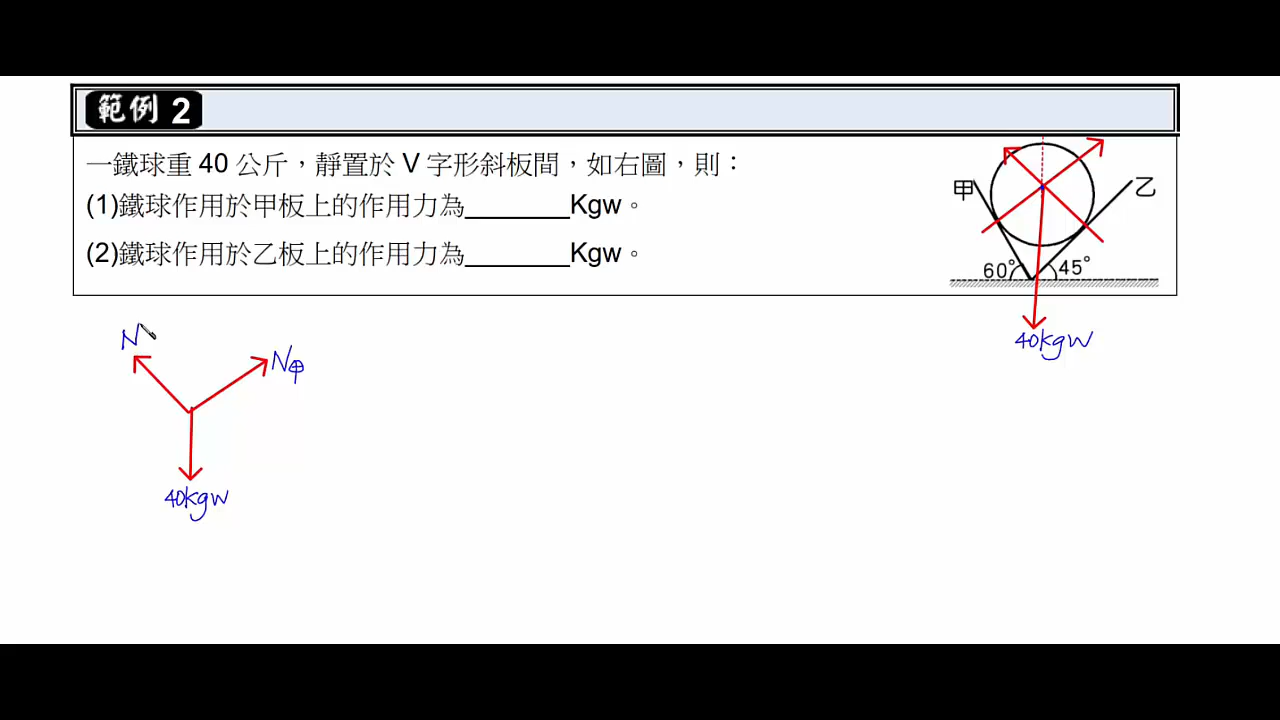 範例 2
一鐵球重 40 公斤，靜置於 V 字形斜板間，如右圖，則：
(1)鐵球作用於甲板上的作用力為_______Kgw。
(2)鐵球作用於乙板上的作用力為_______Kgw。
甲
乙
60°
45°
40kgw
N
N甲
40kgw